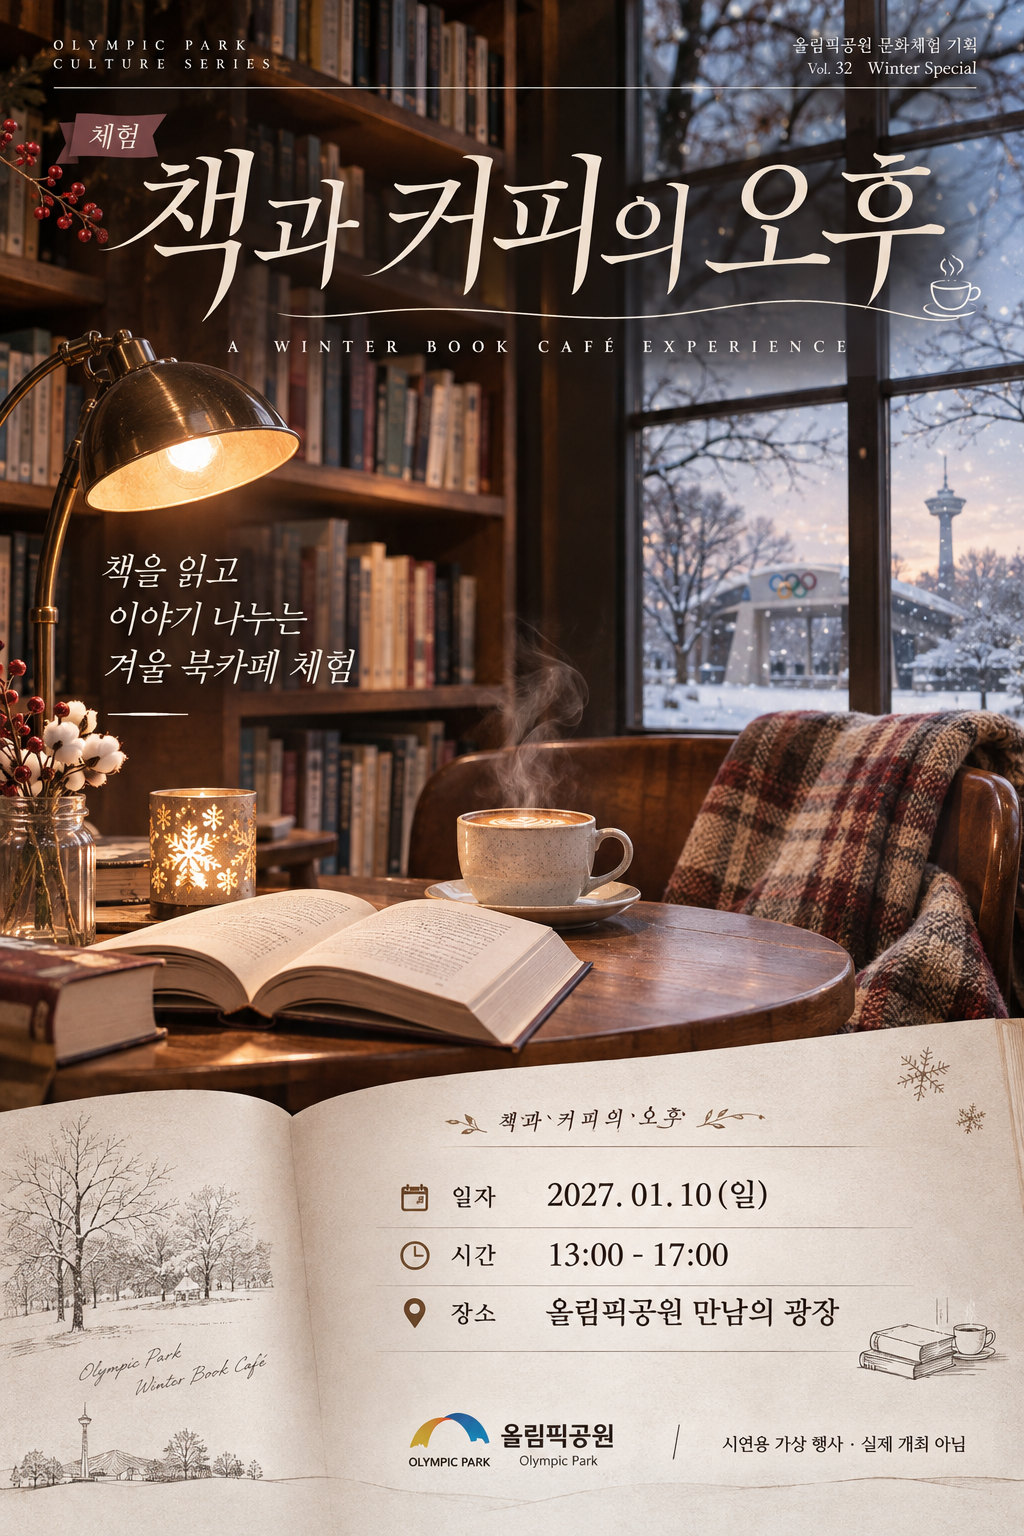 OLYMPIC PARK
CULTURE SERIES
올림픽공원 문화체험 기획
Vol. 32 Winter Special
체험
책과 커피의 오후
A WINTER BOOK CAFÉ EXPERIENCE
책을 읽고
이야기 나누는
겨울 북카페 체험
책과·커피의·오후
일자 2027. 01. 10 (일)
시간 13:00 - 17:00
장소 올림픽공원 만남의 광장
Olympic Park
Winter Book Café
OLYMPIC PARK
올림픽공원
Olympic Park
시연용 가상 행사 · 실제 개최 아님